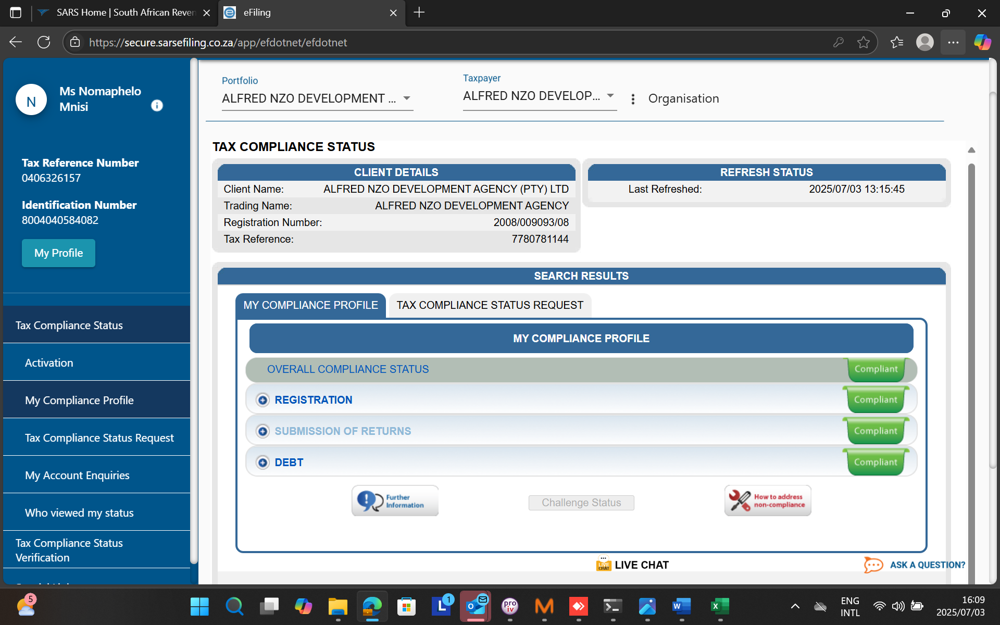 SARS Home | South African Reven
eFiling
https://secure.sarsefiling.co.za/app/efdotnet/efdotnet
N
Ms Nomaphelo
Mnisi
i
Tax Reference Number
0406326157
Identification Number
8004040584082
My Profile
Tax Compliance Status
Activation
My Compliance Profile
Tax Compliance Status Request
My Account Enquiries
Who viewed my status
Tax Compliance Status
Verification
Portfolio
ALFRED NZO DEVELOPMENT ...
Taxpayer
ALFRED NZO DEVELOP...
Organisation
TAX COMPLIANCE STATUS
CLIENT DETAILS
Client Name: ALFRED NZO DEVELOPMENT AGENCY (PTY) LTD
Trading Name: ALFRED NZO DEVELOPMENT AGENCY
Registration Number: 2008/009093/08
Tax Reference: 7780781144
REFRESH STATUS
Last Refreshed: 2025/07/03 13:15:45
SEARCH RESULTS
MY COMPLIANCE PROFILE
TAX COMPLIANCE STATUS REQUEST
MY COMPLIANCE PROFILE
OVERALL COMPLIANCE STATUS Compliant
REGISTRATION Compliant
SUBMISSION OF RETURNS Compliant
DEBT Compliant
Further
Information
Challenge Status
How to address
non-compliance
LIVE CHAT
LIVE CHAT
ASK A QUESTION?
5
L
1
O
pro
iv
W
X
ENG
INTL
16:09
2025/07/03